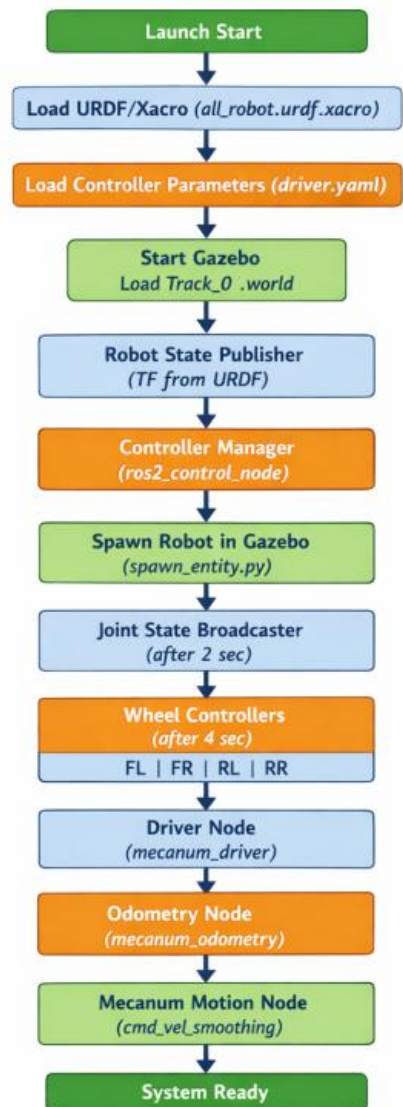 Launch Start
Load URDF/Xacro (all_robot.urdf.xacro)
Load Controller Parameters (driver.yaml)
Start Gazebo
Load Track_0 .world
Robot State Publisher
(TF from URDF)
Controller Manager
(ros2_control_node)
Spawn Robot in Gazebo
(spawn_entity.py)
Joint State Broadcaster
(after 2 sec)
Wheel Controllers
(after 4 sec)
FL | FR | RL | RR
Driver Node
(mecanum_driver)
Odometry Node
(mecanum_odometry)
Mecanum Motion Node
(cmd_vel_smoothing)
System Ready